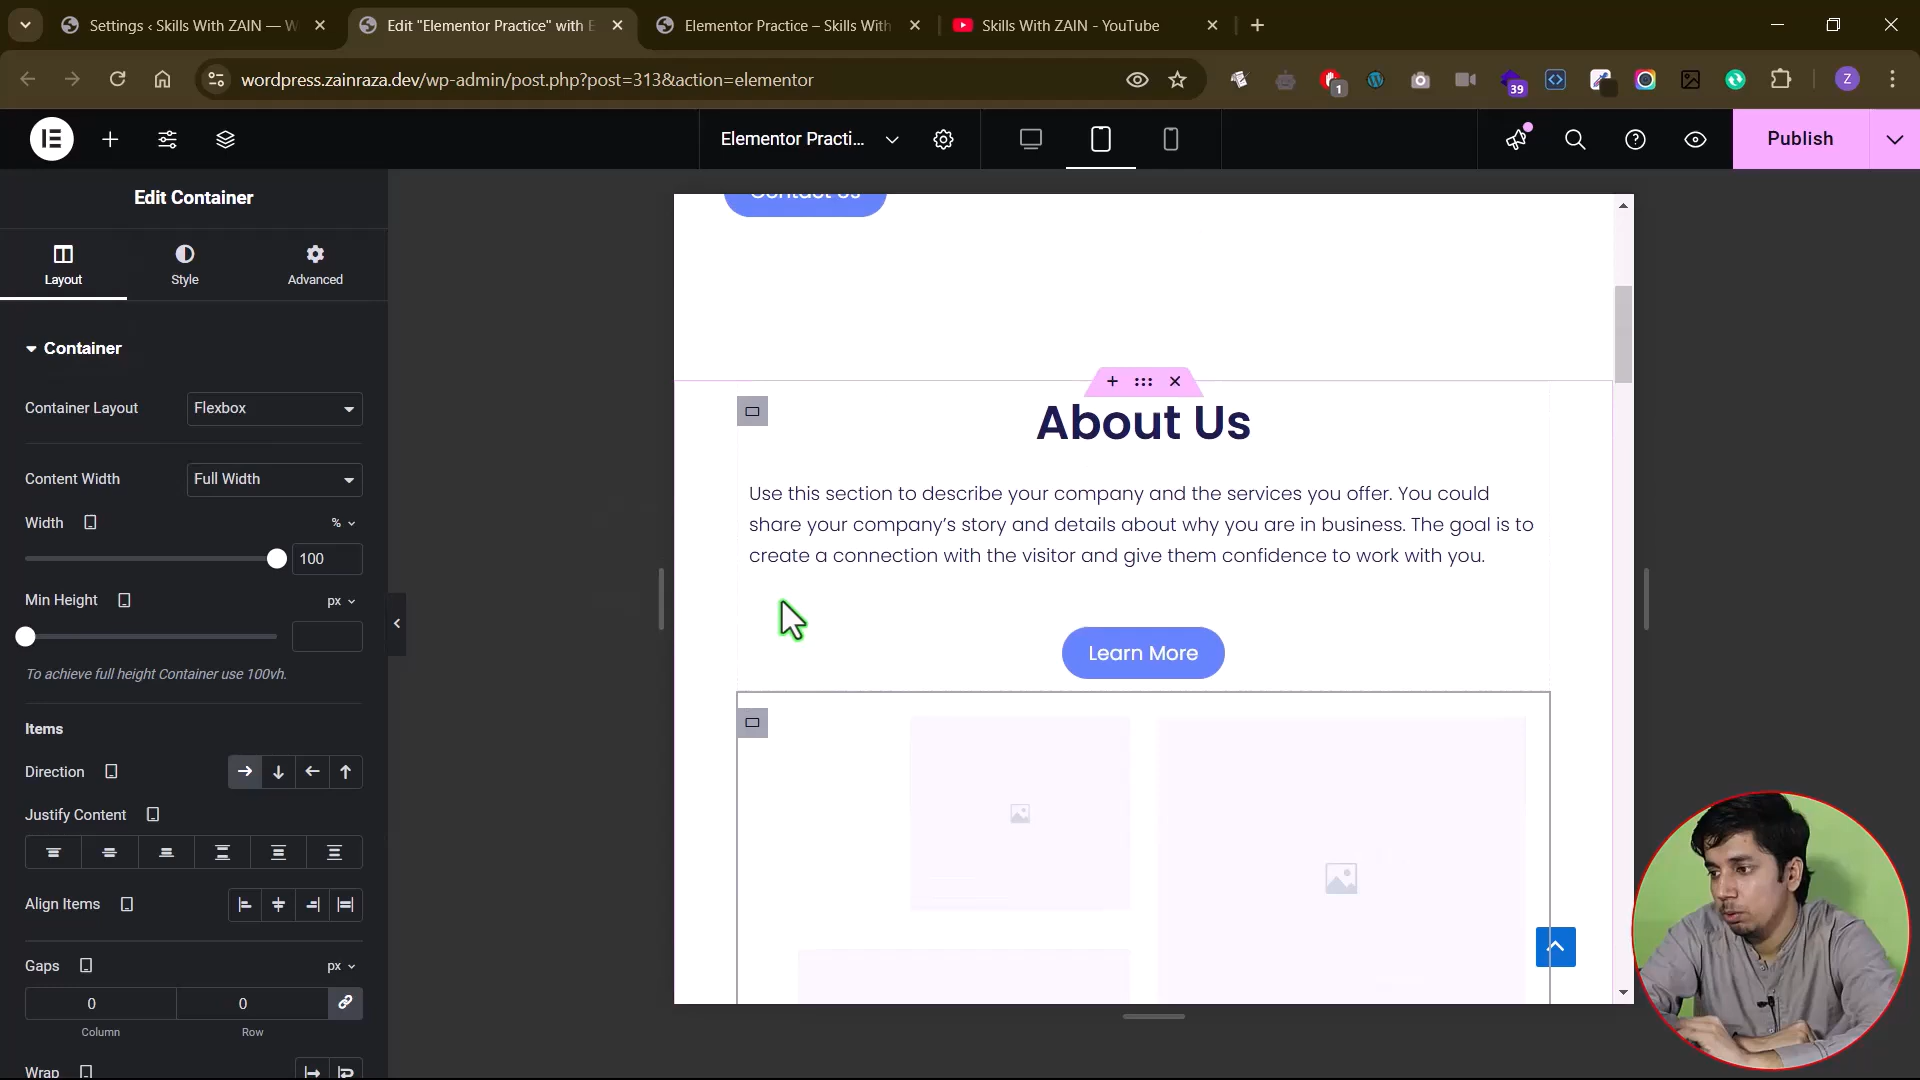 Settings ‹ Skills With ZAIN — W
Edit "Elementor Practice" with E
Elementor Practice – Skills With
Skills With ZAIN - YouTube
wordpress.zainraza.dev/wp-admin/post.php?post=313&action=elementor
1
39
Z
Elementor Practi...
Publish
Edit Container
Layout
Style
Advanced
Container
Container Layout
Flexbox
Content Width
Full Width
Width
%
100
Min Height
px
To achieve full height Container use 100vh.
Items
Direction
Justify Content
Align Items
Gaps
px
0
0
Column
Row
Wrap
Contact Us
About Us
Use this section to describe your company and the services you offer. You could
share your company’s story and details about why you are in business. The goal is to
create a connection with the visitor and give them confidence to work with you.
Learn More